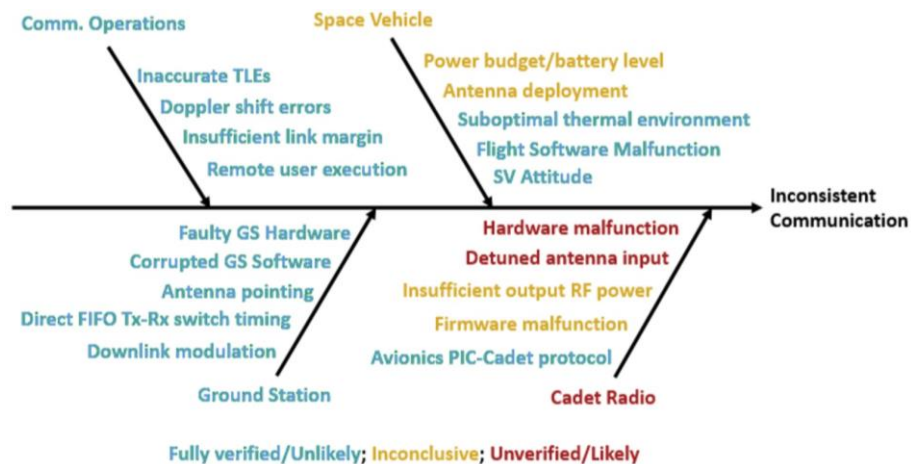 Comm. Operations
Inaccurate TLEs
Doppler shift errors
Insufficient link margin
Remote user execution
Space Vehicle
Power budget/battery level
Antenna deployment
Suboptimal thermal environment
Flight Software Malfunction
SV Attitude
Inconsistent
Communication
Faulty GS Hardware
Corrupted GS Software
Antenna pointing
Direct FIFO Tx-Rx switch timing
Downlink modulation
Ground Station
Hardware malfunction
Detuned antenna input
Insufficient output RF power
Firmware malfunction
Avionics PIC-Cadet protocol
Cadet Radio
Fully verified/Unlikely; Inconclusive; Unverified/Likely